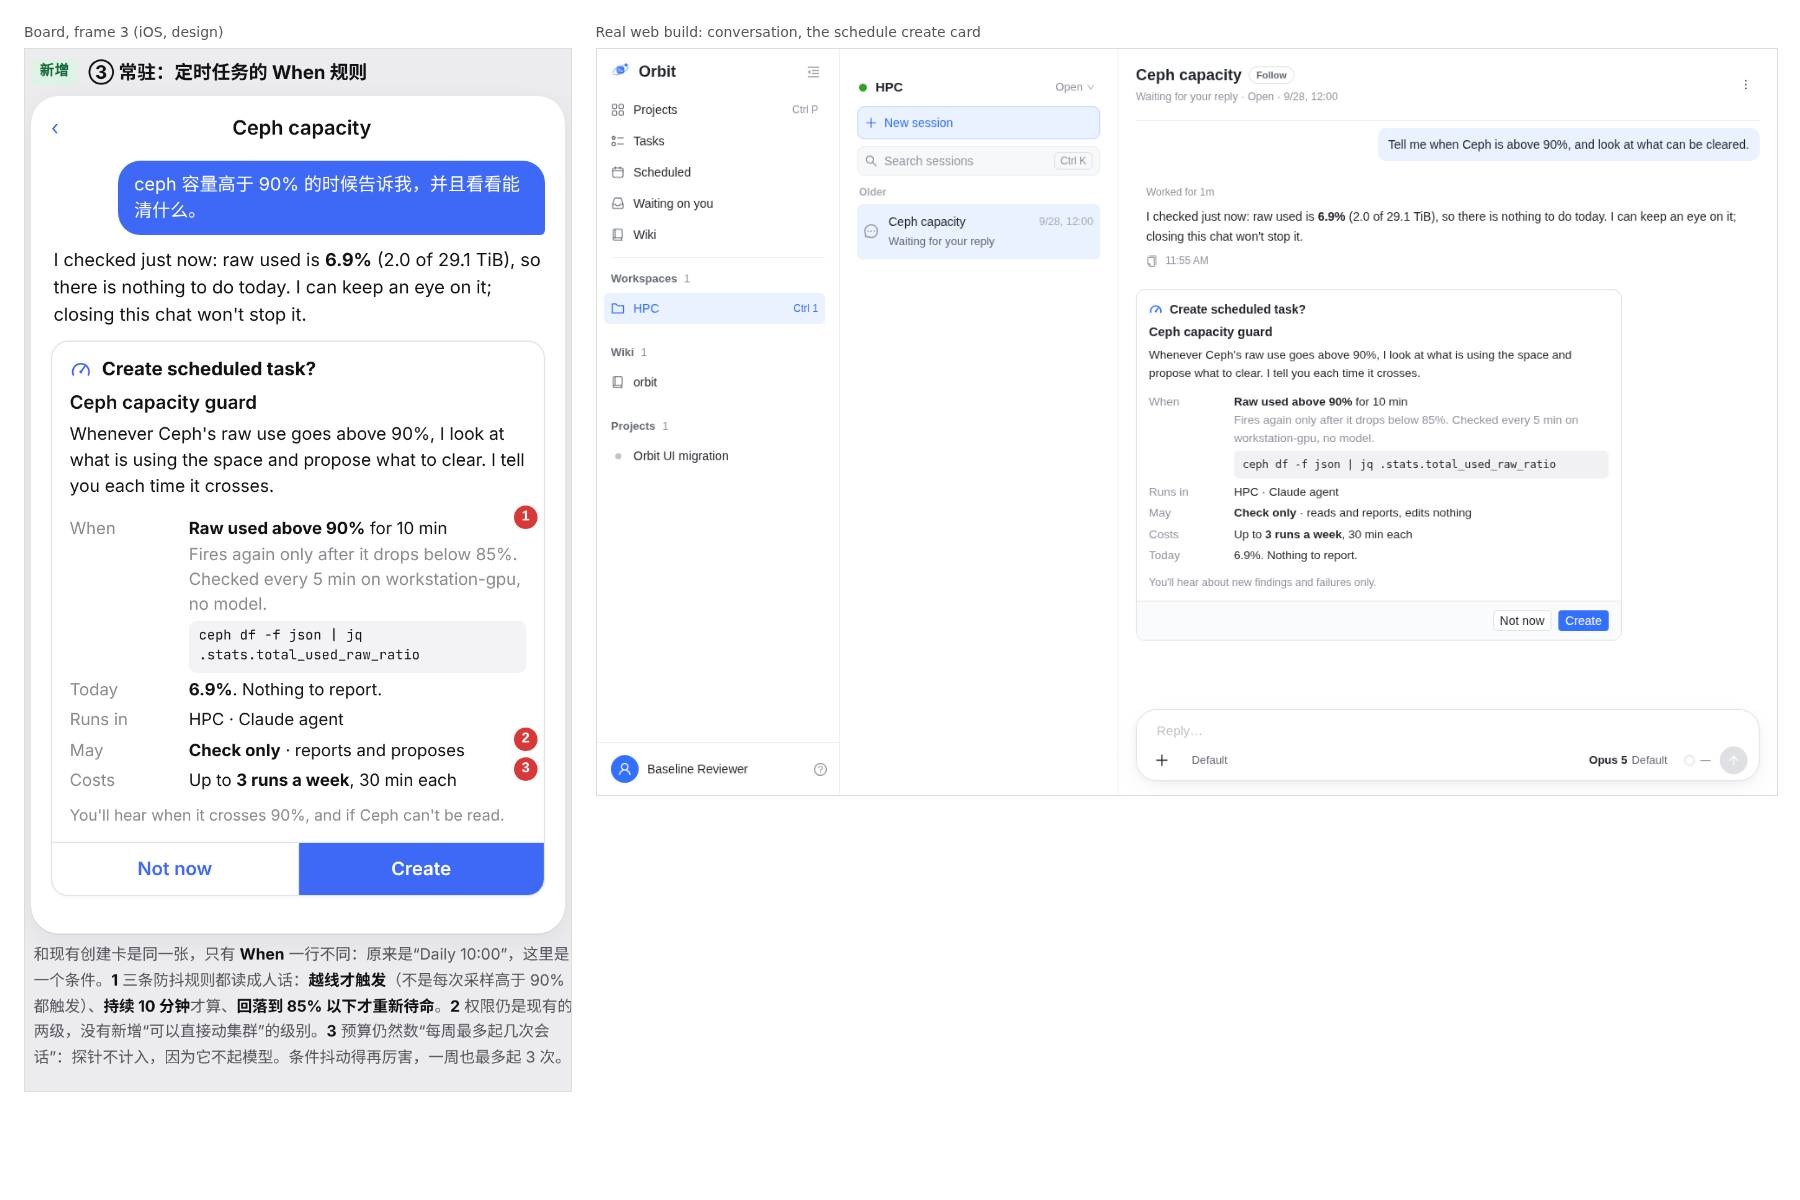 Board, frame 3 (iOS, design)
新增 ③ 常驻：定时任务的 When 规则
Ceph capacity
ceph 容量高于 90% 的时候告诉我，并且看看能
清什么。
I checked just now: raw used is 6.9% (2.0 of 29.1 TiB), so
there is nothing to do today. I can keep an eye on it;
closing this chat won't stop it.
Create scheduled task?
Ceph capacity guard
Whenever Ceph's raw use goes above 90%, I look at
what is using the space and propose what to clear. I tell
you each time it crosses.
When Raw used above 90% for 10 min 1
Fires again only after it drops below 85%.
Checked every 5 min on workstation-gpu,
no model.
ceph df -f json | jq
.stats.total_used_raw_ratio
Today 6.9%. Nothing to report.
Runs in HPC · Claude agent
May Check only · reports and proposes 2
Costs Up to 3 runs a week, 30 min each 3
You'll hear when it crosses 90%, and if Ceph can't be read.
Not now Create
和现有创建卡是同一张，只有 When 一行不同：原来是“Daily 10:00”，这里是
一个条件。1 三条防抖规则都读成人话：越线才触发（不是每次采样高于 90%
都触发）、持续 10 分钟才算、回落到 85% 以下才重新待命。2 权限仍是现有的
两级，没有新增“可以直接动集群”的级别。3 预算仍然数“每周最多起几次会
话”：探针不计入，因为它不起模型。条件抖动得再厉害，一周也最多起 3 次。
Real web build: conversation, the schedule create card
Orbit
Projects Ctrl P
Tasks
Scheduled
Waiting on you
Wiki
Workspaces 1
HPC Ctrl 1
Wiki 1
orbit
Projects 1
Orbit UI migration
Baseline Reviewer
HPC Open
New session
Search sessions Ctrl K
Older
Ceph capacity 9/28, 12:00
Waiting for your reply
Ceph capacity Follow
Waiting for your reply · Open · 9/28, 12:00
Tell me when Ceph is above 90%, and look at what can be cleared.
Worked for 1m
I checked just now: raw used is 6.9% (2.0 of 29.1 TiB), so there is nothing to do today. I can keep an eye on it;
closing this chat won't stop it.
11:55 AM
Create scheduled task?
Ceph capacity guard
Whenever Ceph's raw use goes above 90%, I look at what is using the space and
propose what to clear. I tell you each time it crosses.
When Raw used above 90% for 10 min
Fires again only after it drops below 85%. Checked every 5 min on
workstation-gpu, no model.
ceph df -f json | jq .stats.total_used_raw_ratio
Runs in HPC · Claude agent
May Check only · reads and reports, edits nothing
Costs Up to 3 runs a week, 30 min each
Today 6.9%. Nothing to report.
You'll hear about new findings and failures only.
Not now Create
Reply…
Default Opus 5 Default —